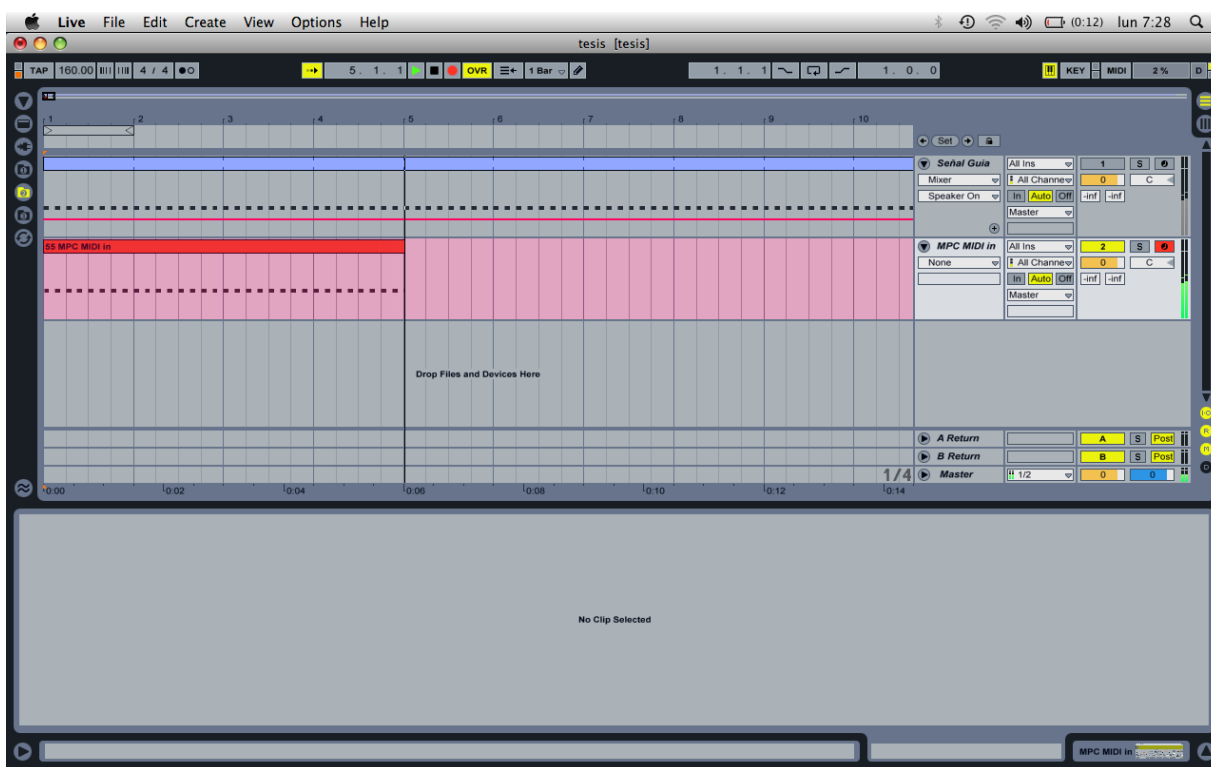 Live File Edit Create View Options Help (0:12) lun 7:28
tesis [tesis]
TAP 160.00 4 / 4 5. 1. 1 OVR 1 Bar 1. 1. 1 1. 0. 0 KEY MIDI 2 % D
1 2 3 4 5 6 7 8 9 10
Set
Señal Guia All Ins 1 S
Mixer All Channe 0 C
Speaker On In Auto Off -inf -inf
Master
55 MPC MIDI in MPC MIDI in All Ins 2 S
None All Channe 0 C
In Auto Off -inf -inf
Master
Drop Files and Devices Here
A Return A S Post
B Return B S Post
1/4 Master 1/2 0 0
0:00 0:02 0:04 0:06 0:08 0:10 0:12 0:14
I·O
R
M
D
No Clip Selected
MPC MIDI in